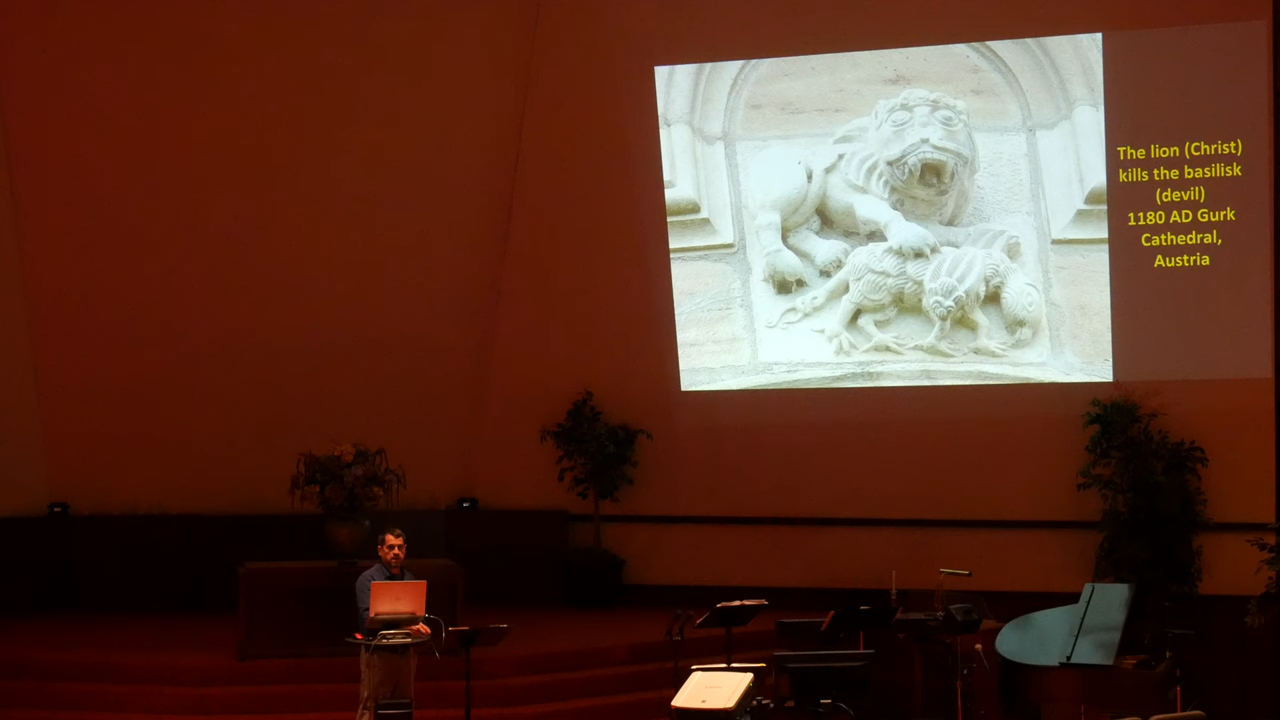 The lion (Christ)
kills the basilisk
(devil)
1180 AD Gurk
Cathedral,
Austria